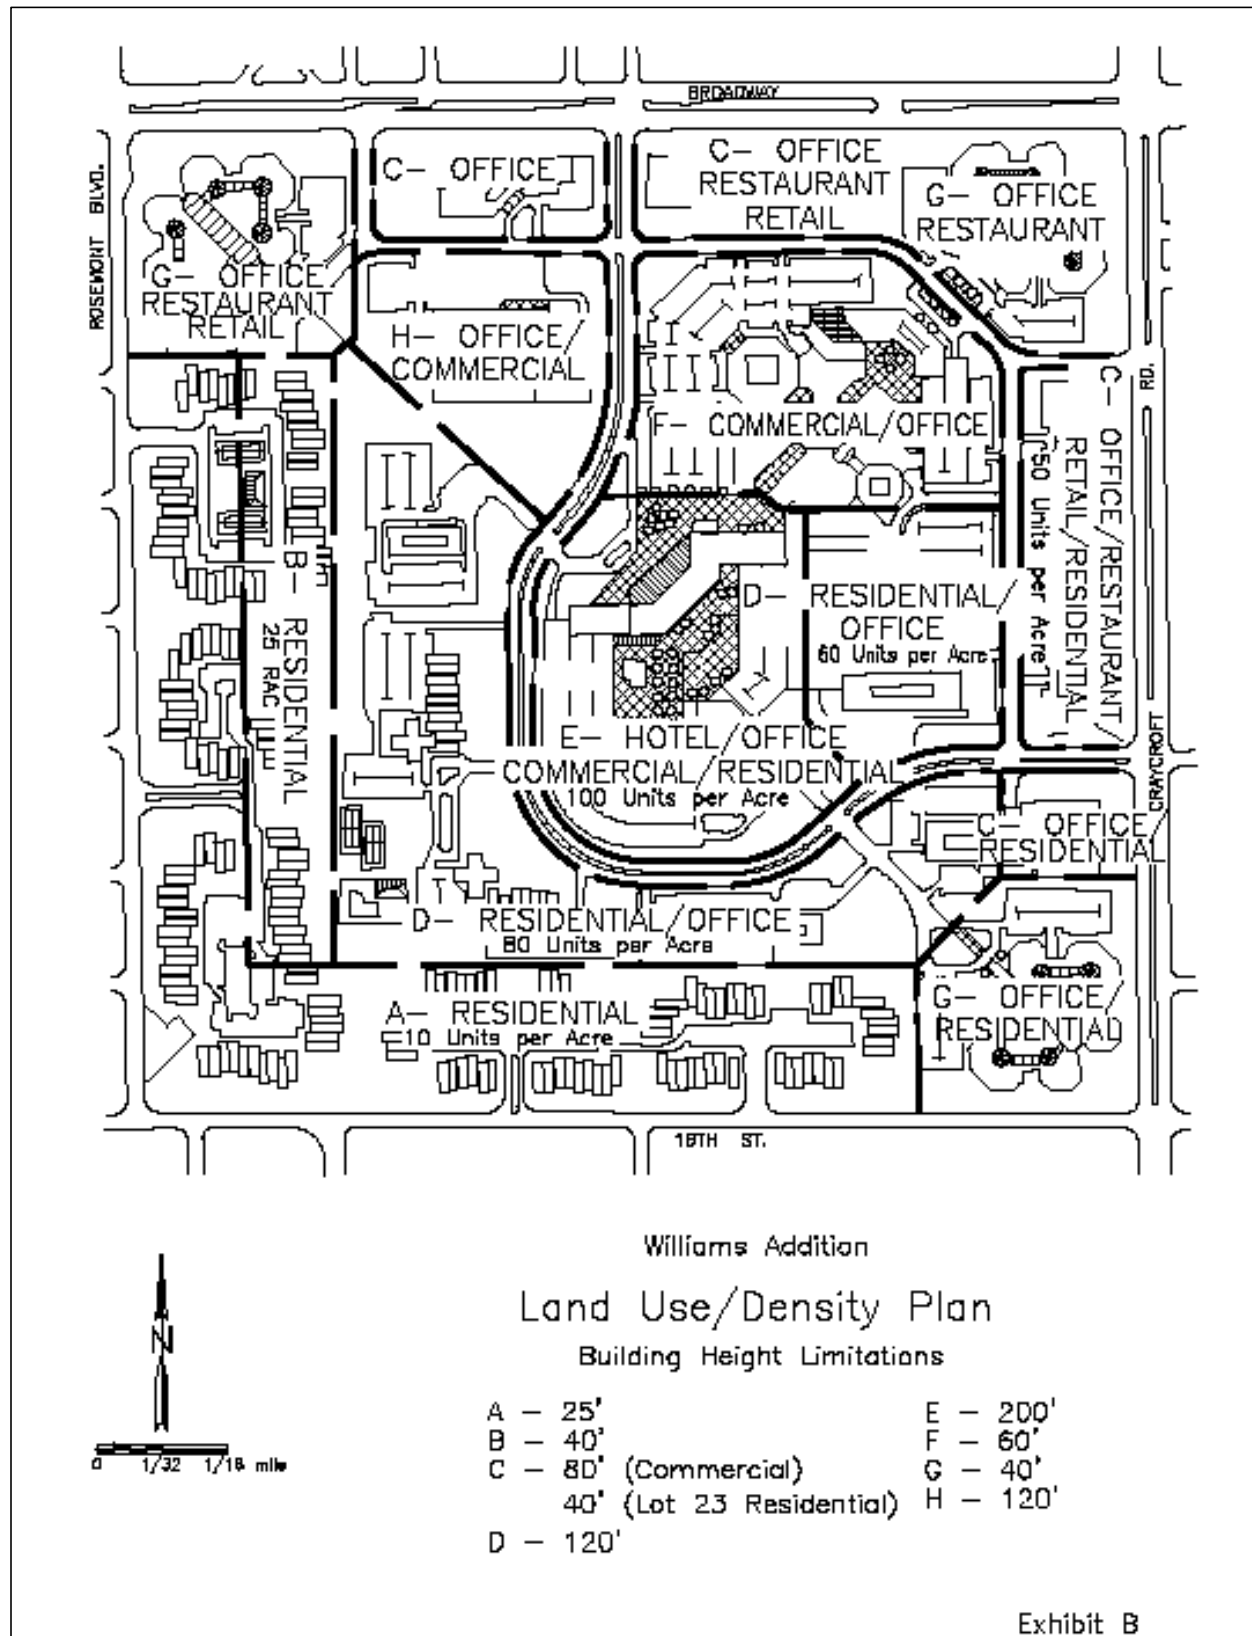 BROADWAY
ROSEMONT BLVD.
C- OFFICE
C- OFFICE
RESTAURANT
RETAIL
G- OFFICE
RESTAURANT
G- OFFICE
RESTAURANT
RETAIL
H- OFFICE/
COMMERCIAL
F- COMMERCIAL/OFFICE
C- OFFICE/RESTAURANT
RETAIL/RESIDENTIAL
50 Units per Acre
RD.
CRAYCROFT
B- RESIDENTIAL
25 RAC
D- RESIDENTIAL/
OFFICE
60 Units per Acre
E- HOTEL/OFFICE
COMMERCIAL/RESIDENTIAL
100 Units per Acre
C- OFFICE/
RESIDENTIAL
D- RESIDENTIAL/OFFICE
80 Units per Acre
A- RESIDENTIAL
10 Units per Acre
G- OFFICE/
RESIDENTIAL
ST.
Williams Addition
Land Use/Density Plan
Building Height Limitations
A - 25'
B - 40'
C - 80' (Commercial)
40' (Lot 23 Residential)
D - 120'
E - 200'
F - 60'
G - 40'
H - 120'
N
0 1/32 1/16 mile
Exhibit B